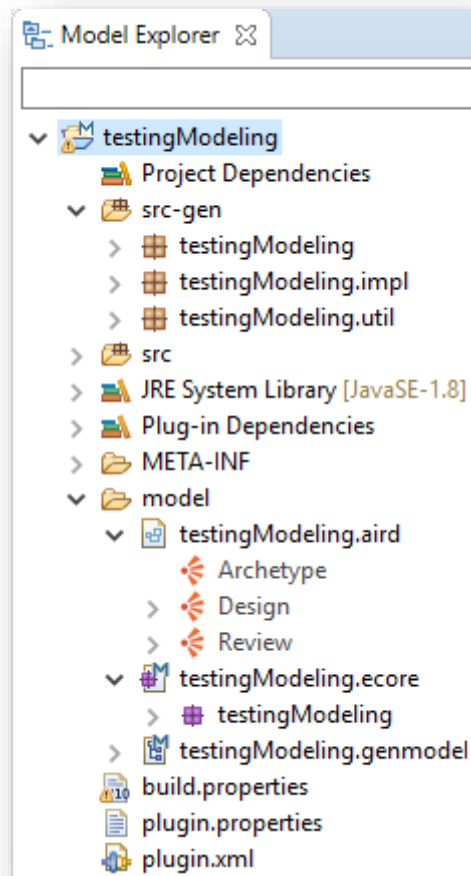 Model Explorer
testingModeling
Project Dependencies
src-gen
testingModeling
testingModeling.impl
testingModeling.util
src
JRE System Library [JavaSE-1.8]
Plug-in Dependencies
META-INF
model
testingModeling.aird
Archetype
Design
Review
testingModeling.ecore
testingModeling
testingModeling.genmodel
build.properties
plugin.properties
plugin.xml